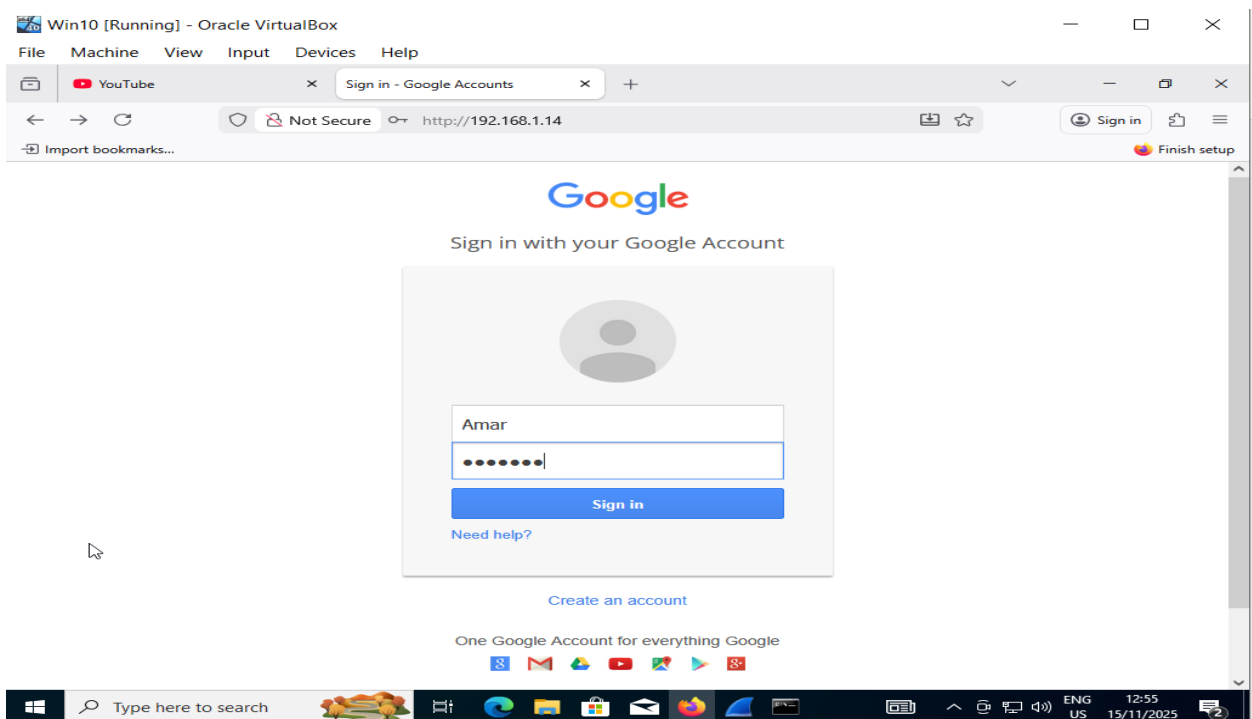 Win10 [Running] - Oracle VirtualBox
File Machine View Input Devices Help
YouTube Sign in - Google Accounts
Not Secure http://192.168.1.14 Sign in
Import bookmarks... Finish setup
Google
Sign in with your Google Account
Amar
•••••••
Sign in
Need help?
Create an account
One Google Account for everything Google
Type here to search
ENG 12:55
US 15/11/2025 2